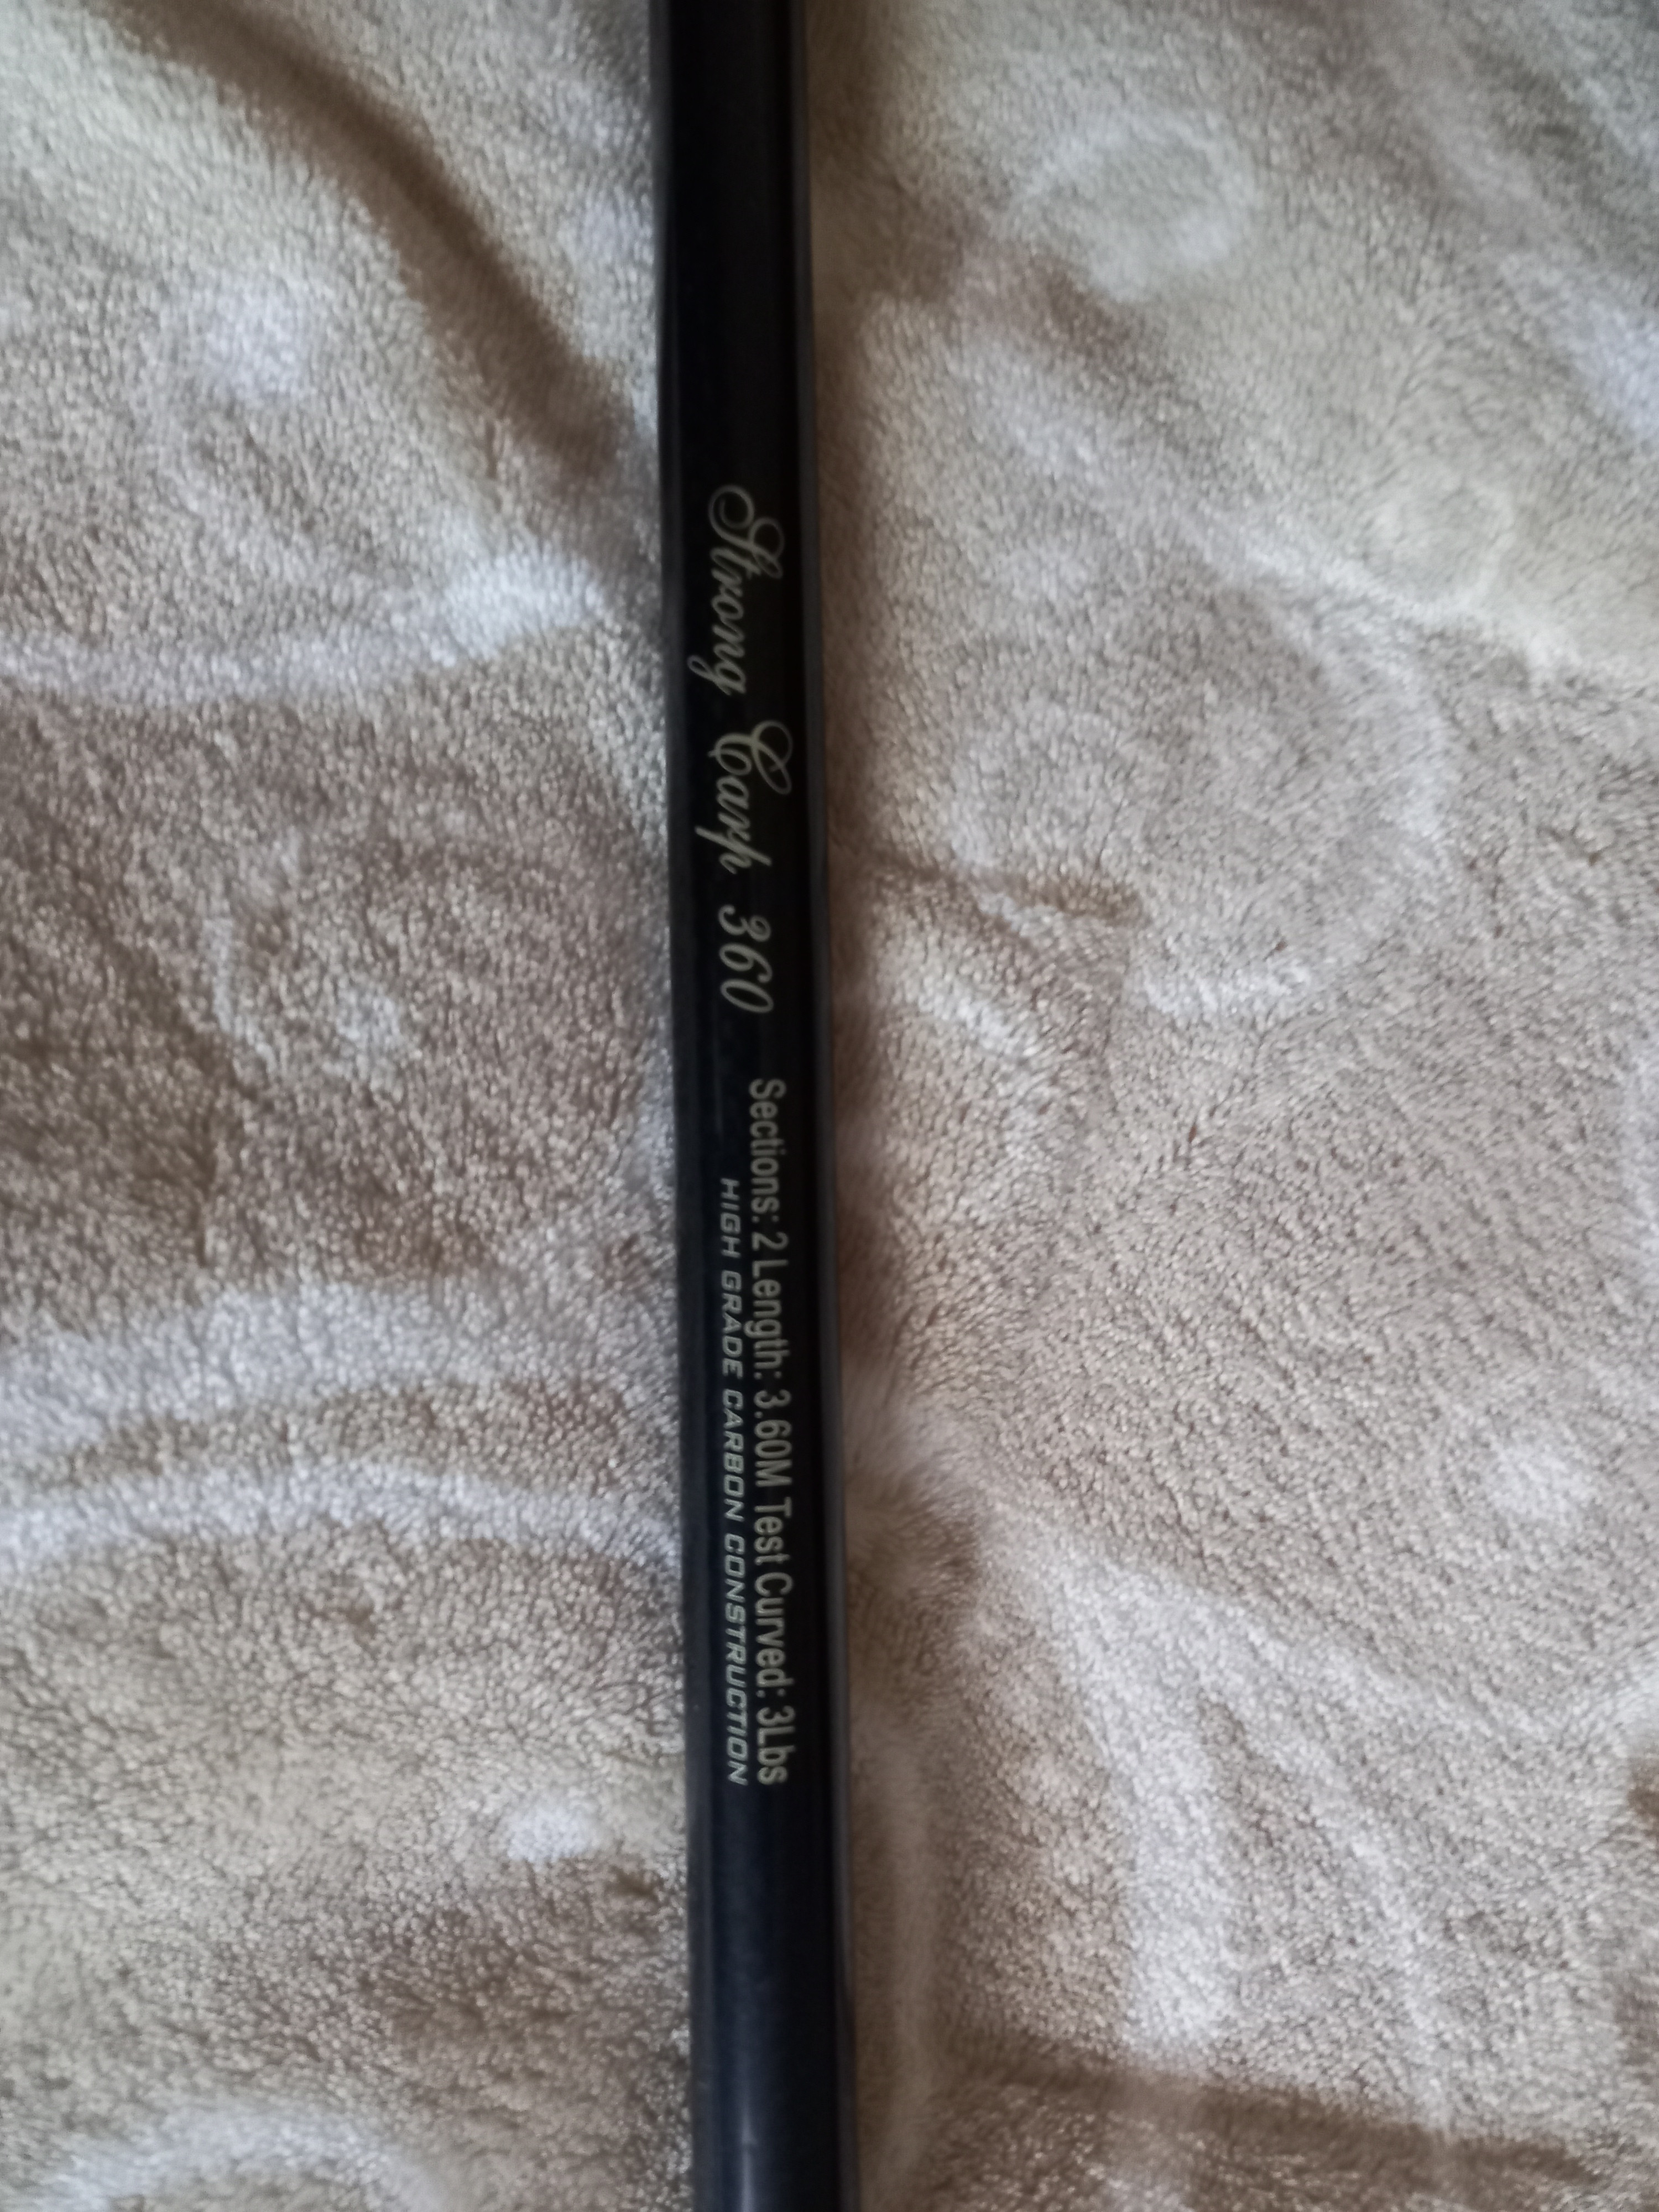 Strong Carp 360
Sections: 2 Length: 3.60M Test Curved: 3Lbs
HIGH GRADE CARBON CONSTRUCTION